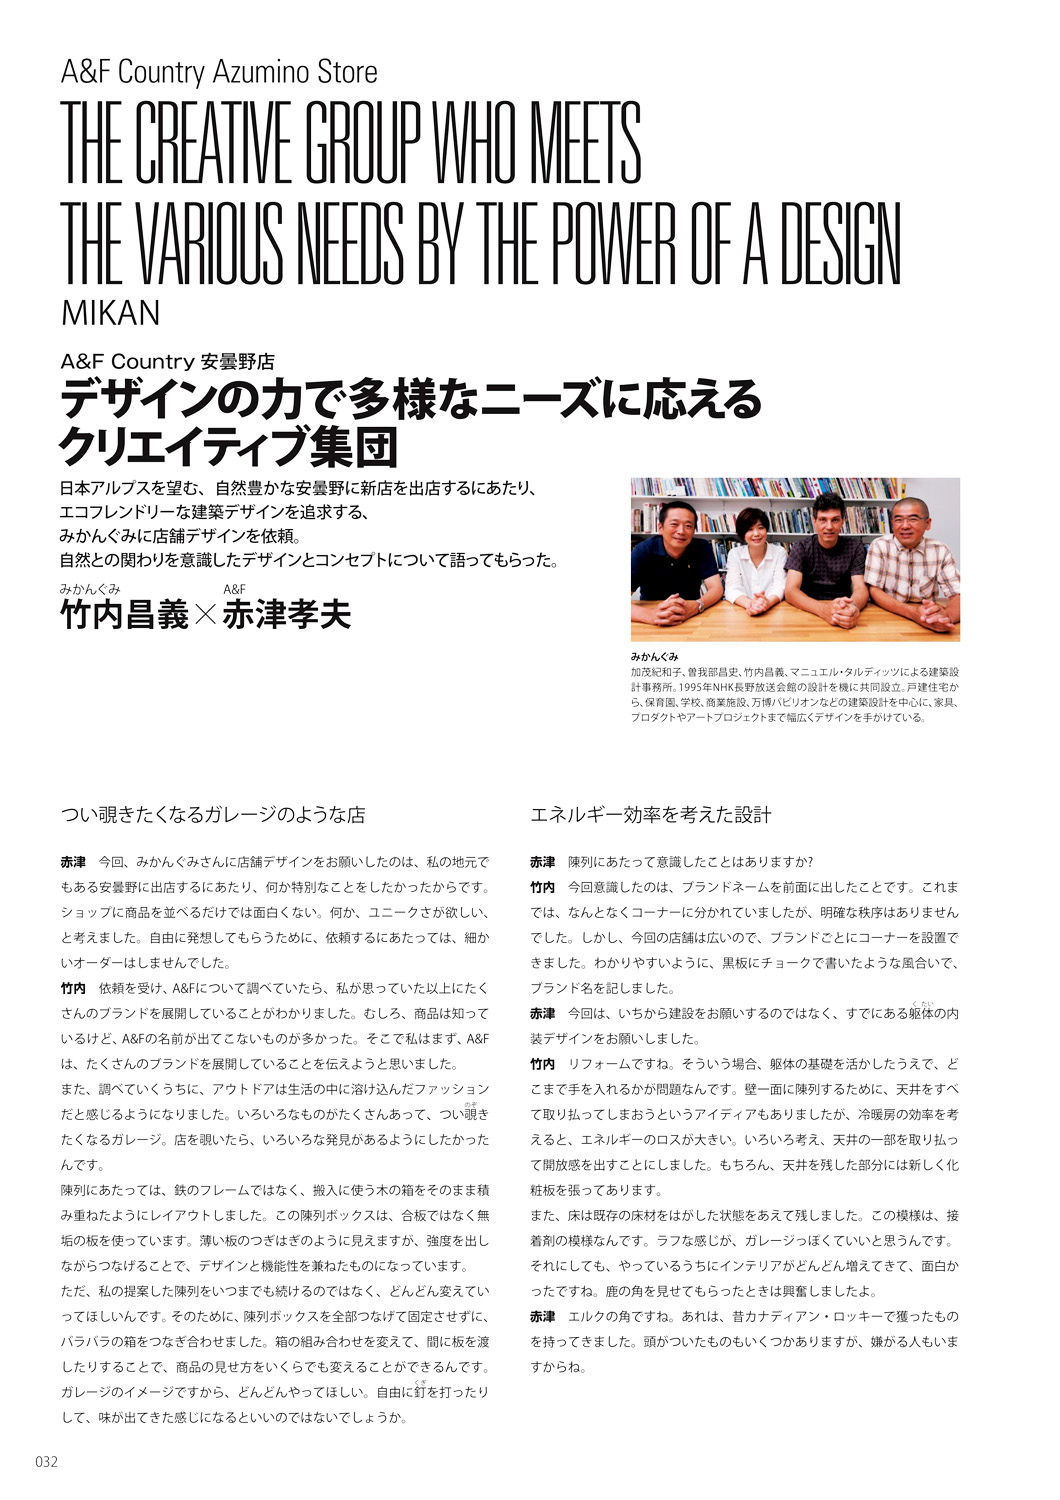 A&F Country Azumino Store
THE CREATIVE GROUP WHO MEETS
THE VARIOUS NEEDS BY THE POWER OF A DESIGN
MIKAN
A&F Country 安曇野店
デザインの力で多様なニーズに応える
クリエイティブ集団
日本アルプスを望む、自然豊かな安曇野に新店を出店するにあたり、
エコフレンドリーな建築デザインを追求する、
みかんぐみに店舗デザインを依頼。
自然との関わりを意識したデザインとコンセプトについて語ってもらった。
みかんぐみ A&F
竹内昌義×赤津孝夫
みかんぐみ
加茂紀和子、曽我部昌史、竹内昌義、マニュエル・タルディッツによる建築設
計事務所。1995年NHK長野放送会館の設計を機に共同設立。戸建住宅か
ら、保育園、学校、商業施設、万博パビリオンなどの建築設計を中心に、家具、
プロダクトやアートプロジェクトまで幅広くデザインを手がけている。
つい覗きたくなるガレージのような店
赤津 今回、みかんぐみさんに店舗デザインをお願いしたのは、私の地元で
もある安曇野に出店するにあたり、何か特別なことをしたかったからです。
ショップに商品を並べるだけでは面白くない。何か、ユニークさが欲しい、
と考えました。自由に発想してもらうために、依頼するにあたっては、細か
いオーダーはしませんでした。
竹内 依頼を受け、A&Fについて調べていたら、私が思っていた以上にたく
さんのブランドを展開していることがわかりました。むしろ、商品は知って
いるけど、A&Fの名前が出てこないものが多かった。そこで私はまず、A&F
は、たくさんのブランドを展開していることを伝えようと思いました。
また、調べていくうちに、アウトドアは生活の中に溶け込んだファッション
だと感じるようになりました。いろいろなものがたくさんあって、つい覗き
のぞ
たくなるガレージ。店を覗いたら、いろいろな発見があるようにしたかった
んです。
陳列にあたっては、鉄のフレームではなく、搬入に使う木の箱をそのまま積
み重ねたようにレイアウトしました。この陳列ボックスは、合板ではなく無
垢の板を使っています。薄い板のつぎはぎのように見えますが、強度を出し
ながらつなげることで、デザインと機能性を兼ねたものになっています。
ただ、私の提案した陳列をいつまでも続けるのではなく、どんどん変えてい
ってほしいんです。そのために、陳列ボックスを全部つなげて固定させずに、
バラバラの箱をつなぎ合わせました。箱の組み合わせを変えて、間に板を渡
したりすることで、商品の見せ方をいくらでも変えることができるんです。
ガレージのイメージですから、どんどんやってほしい。自由に釘を打ったり
くぎ
して、味が出てきた感じになるといいのではないでしょうか。
エネルギー効率を考えた設計
赤津 陳列にあたって意識したことはありますか?
竹内 今回意識したのは、ブランドネームを前面に出したことです。これま
では、なんとなくコーナーに分かれていましたが、明確な秩序はありません
でした。しかし、今回の店舗は広いので、ブランドごとにコーナーを設置で
きました。わかりやすいように、黒板にチョークで書いたような風合いで、
ブランド名を記しました。
赤津 今回は、いちから建設をお願いするのではなく、すでにある躯体の内
くたい
装デザインをお願いしました。
竹内 リフォームですね。そういう場合、躯体の基礎を活かしたうえで、ど
こまで手を入れるかが問題なんです。壁一面に陳列するために、天井をすべ
て取り払ってしまおうというアイディアもありましたが、冷暖房の効率を考
えると、エネルギーのロスが大きい。いろいろ考え、天井の一部を取り払っ
て開放感を出すことにしました。もちろん、天井を残した部分には新しく化
粧板を張ってあります。
また、床は既存の床材をはがした状態をあえて残しました。この模様は、接
着剤の模様なんです。ラフな感じが、ガレージっぽくていいと思うんです。
それにしても、やっているうちにインテリアがどんどん増えてきて、面白か
ったですね。鹿の角を見せてもらったときは興奮しましたよ。
赤津 エルクの角ですね。あれは、昔カナディアン・ロッキーで獲ったもの
を持ってきました。頭がついたものもいくつかありますが、嫌がる人もいま
すからね。
032